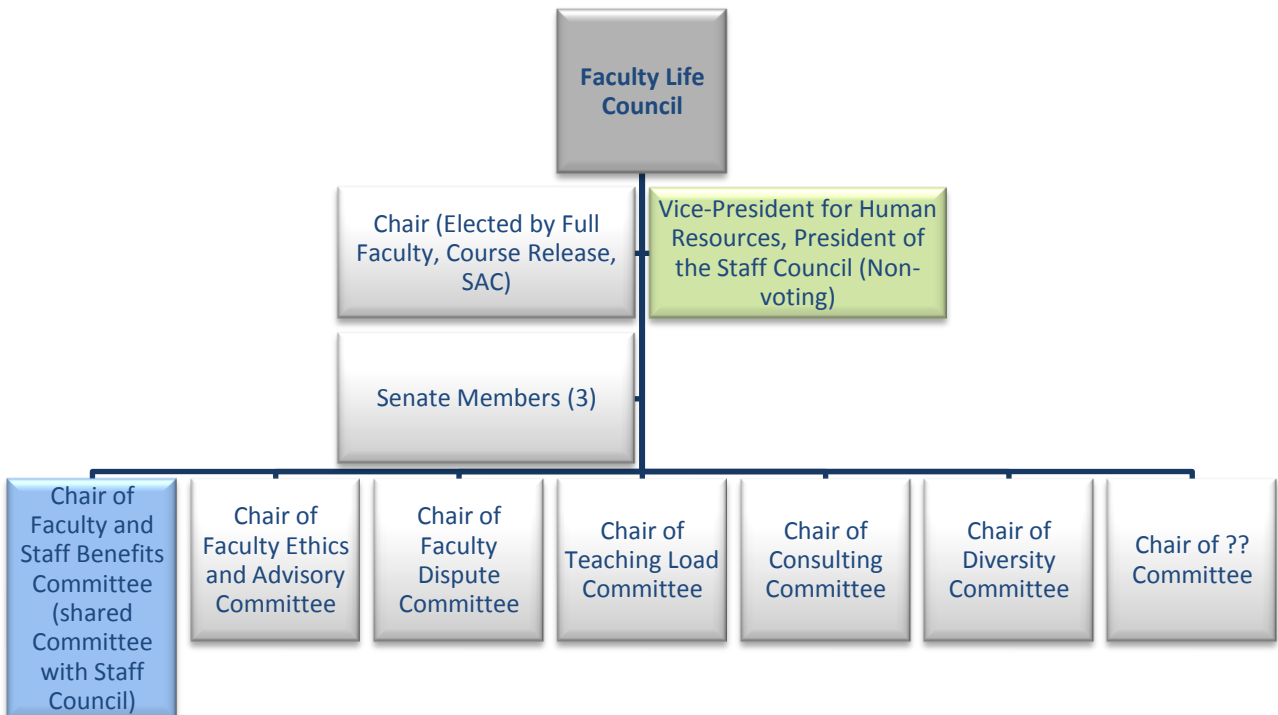 Faculty Life
Council
Chair (Elected by Full
Faculty, Course Release,
SAC)
Vice-President for Human
Resources, President of
the Staff Council (Non-
voting)
Senate Members (3)
Chair of
Faculty and
Staff Benefits
Committee
(shared
Committee
with Staff
Council)
Chair of
Faculty Ethics
and Advisory
Committee
Chair of
Faculty
Dispute
Committee
Chair of
Teaching Load
Committee
Chair of
Consulting
Committee
Chair of
Diversity
Committee
Chair of ??
Committee